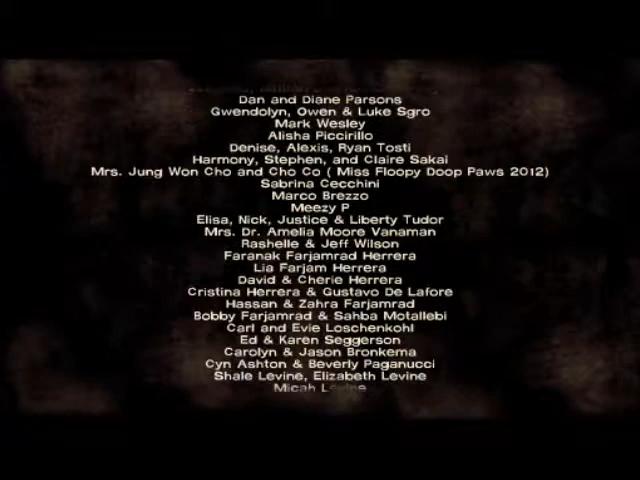 Dan and Diane Parsons
Gwendolyn, Owen & Luke Sgro
Mark Wesley
Alisha Piccirillo
Denise, Alexis, Ryan Tosti
Harmony, Stephen, and Claire Sakai
Mrs. Jung Won Cho and Cho Co ( Miss Floopy Doop Paws 2012)
Sabrina Cecchini
Marco Brezzo
Meezy P
Elisa, Nick, Justice & Liberty Tudor
Mrs. Dr. Amelia Moore Vanaman
Rashelle & Jeff Wilson
Faranak Farjamrad Herrera
Lia Farjam Herrera
David & Cherie Herrera
Cristina Herrera & Gustavo De Lafore
Hassan & Zahra Farjamrad
Bobby Farjamrad & Sahba Motallebi
Carl and Evie Loschenkohl
Ed & Karen Seggerson
Carolyn & Jason Bronkema
Cyn Ashton & Beverly Paganucci
Shale Levine, Elizabeth Levine
Micah Levine